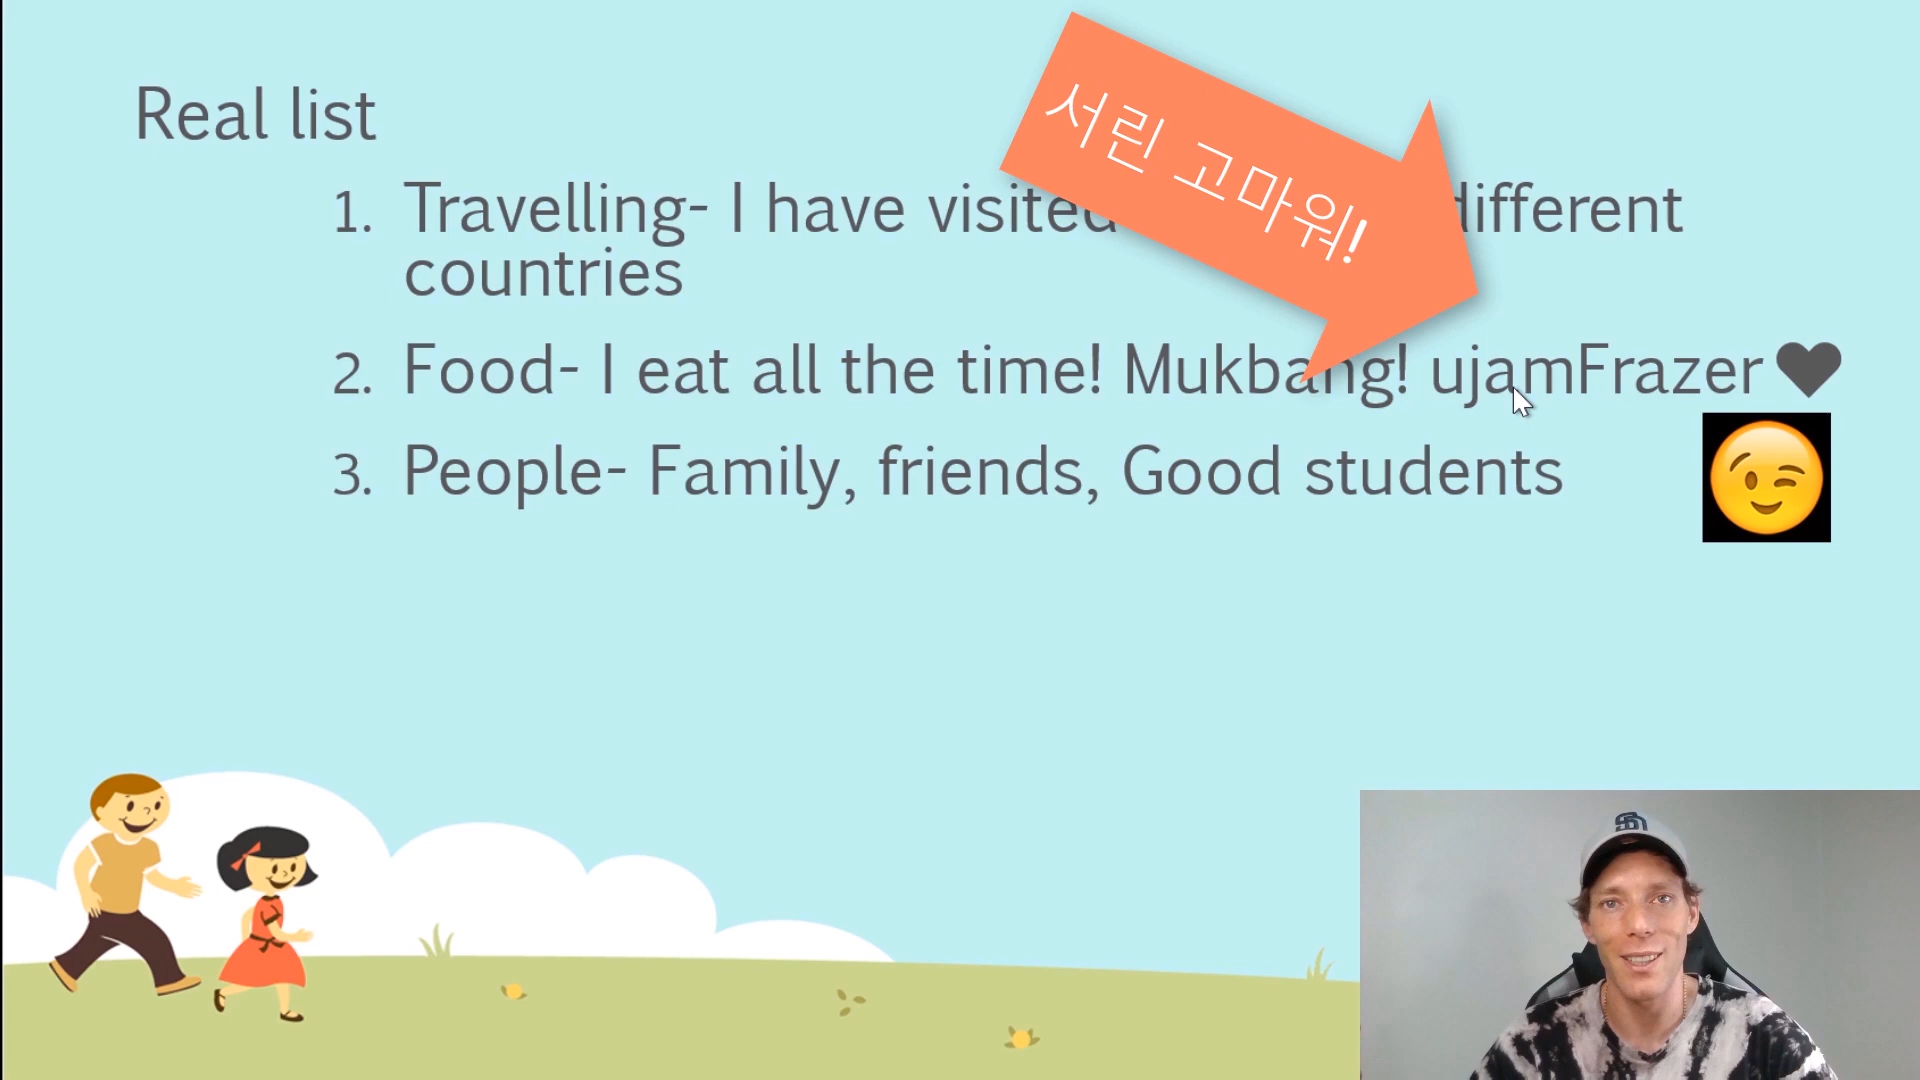 Real list
서린 고마워!
1. Travelling- I have visited different
countries
2. Food- I eat all the time! Mukbang! ujamFrazer
3. People- Family, friends, Good students